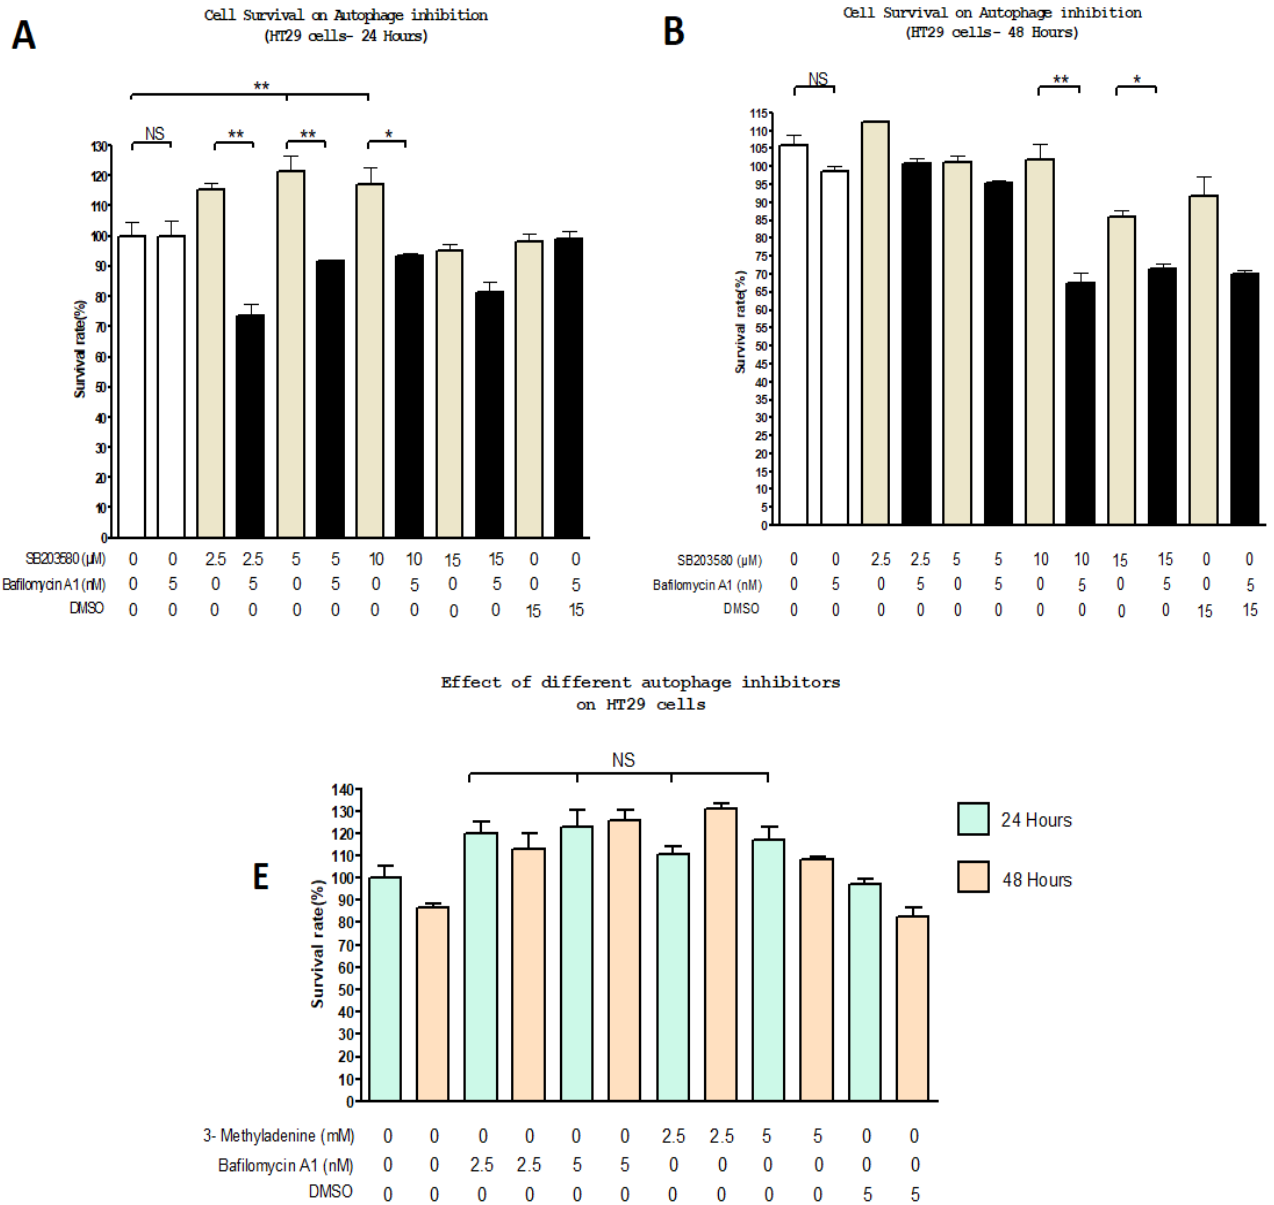 A
Cell Survival on Autophage inhibition
(HT29 cells- 24 Hours)
**
NS ** ** *
130
120
110
100
90
80
70
60
50
40
30
20
10
0
Survival rate(%)
SB203580 (µM) 0 0 2.5 2.5 5 5 10 10 15 15 0 0
Bafilomycin A1 (nM) 0 5 0 5 0 5 0 5 0 5 0 5
DMSO 0 0 0 0 0 0 0 0 0 0 15 15
B
Cell Survival on Autophage inhibition
(HT29 cells- 48 Hours)
NS ** *
115
110
105
100
95
90
85
80
75
70
65
60
55
50
45
40
35
30
25
20
15
10
5
0
Survival rate(%)
SB203580 (µM) 0 0 2.5 2.5 5 5 10 10 15 15 0 0
Bafilomycin A1 (nM) 0 5 0 5 0 5 0 5 0 5 0 5
DMSO 0 0 0 0 0 0 0 0 0 0 15 15
Effect of different autophage inhibitors
on HT29 cells
E
NS
140
130
120
110
100
90
80
70
60
50
40
30
20
10
0
Survival rate(%)
24 Hours
48 Hours
3- Methyladenine (mM) 0 0 0 0 0 0 2.5 2.5 5 5 0 0
Bafilomycin A1 (nM) 0 0 2.5 2.5 5 5 0 0 0 0 0 0
DMSO 0 0 0 0 0 0 0 0 0 0 5 5